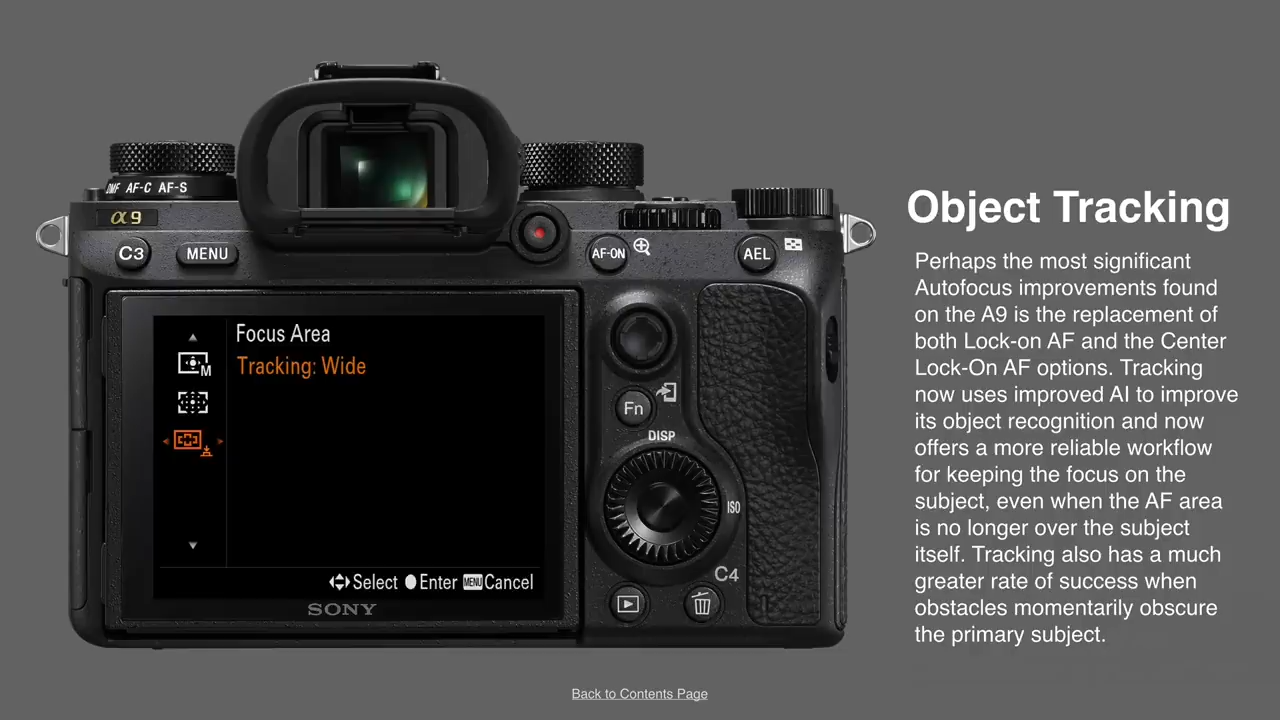 DMF AF-C AF-S
α9
C3
MENU
AF-ON
AEL
Focus Area
M
Tracking: Wide
Fn
DISP
ISO
C4
Select Enter MENU Cancel
SONY
Object Tracking
Perhaps the most significant
Autofocus improvements found
on the A9 is the replacement of
both Lock-on AF and the Center
Lock-On AF options. Tracking
now uses improved AI to improve
its object recognition and now
offers a more reliable workflow
for keeping the focus on the
subject, even when the AF area
is no longer over the subject
itself. Tracking also has a much
greater rate of success when
obstacles momentarily obscure
the primary subject.
Back to Contents Page